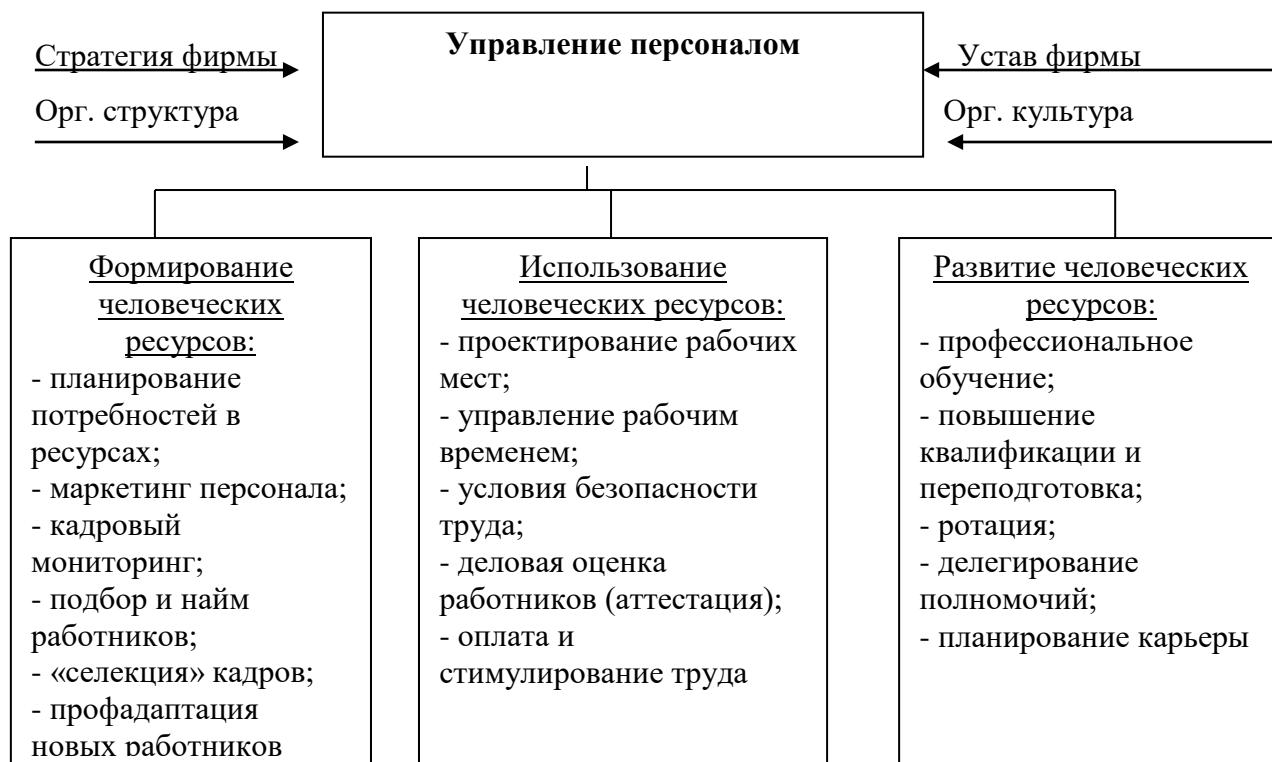 Управление персоналом
Стратегия фирмы
Устав фирмы
Орг. структура
Орг. культура
Формирование
человеческих
ресурсов:
- планирование
потребностей в
ресурсах;
- маркетинг персонала;
- кадровый
мониторинг;
- подбор и найм
работников;
- «селекция» кадров;
- профадаптация
новых работников
Использование
человеческих ресурсов:
- проектирование рабочих
мест;
- управление рабочим
временем;
- условия безопасности
труда;
- деловая оценка
работников (аттестация);
- оплата и
стимулирование труда
Развитие человеческих
ресурсов:
- профессиональное
обучение;
- повышение
квалификации и
переподготовка;
- ротация;
- делегирование
полномочий;
- планирование карьеры